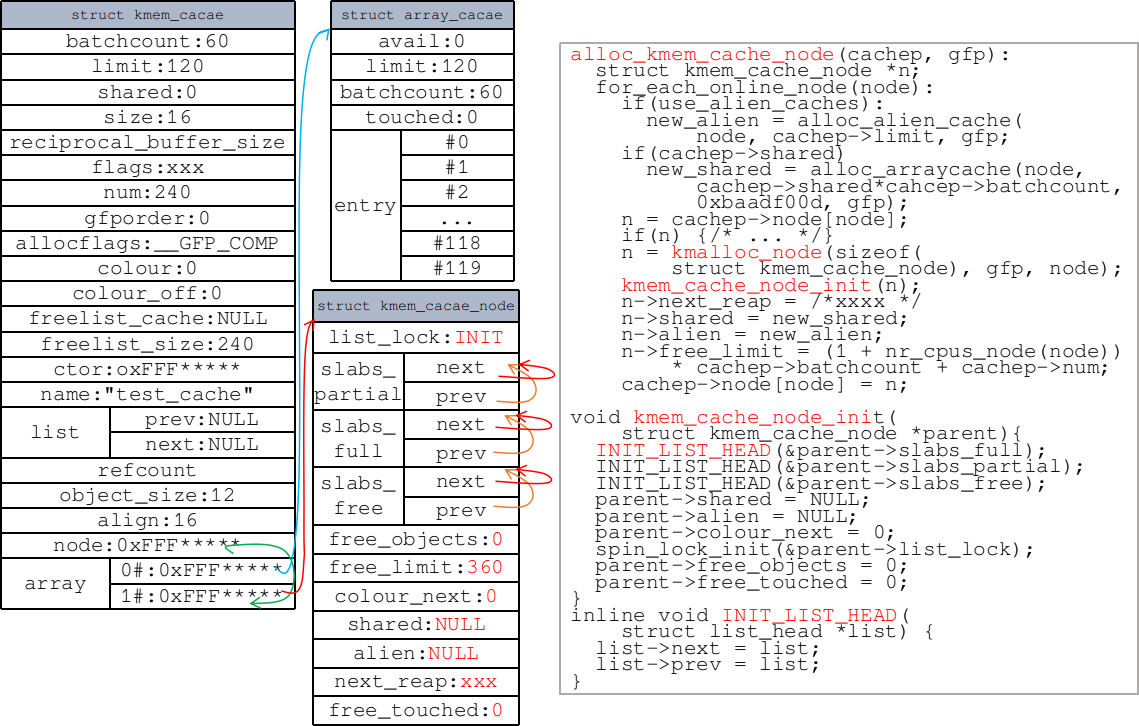 struct kmem_cacae
batchcount:60
limit:120
shared:0
size:16
reciprocal_buffer_size
flags:xxx
num:240
gfporder:0
allocflags:__GFP_COMP
colour:0
colour_off:0
freelist_cache:NULL
freelist_size:240
ctor:oxFFF*****
name:"test_cache"
list
prev:NULL
next:NULL
refcount
object_size:12
align:16
node:0xFFF*****
array
0#:0xFFF*****
1#:0xFFF*****
struct array_cacae
avail:0
limit:120
batchcount:60
touched:0
entry
#0
#1
#2
...
#118
#119
struct kmem_cacae_node
list_lock:INIT
slabs_
partial
next
prev
slabs_
full
next
prev
slabs_
free
next
prev
free_objects:0
free_limit:360
colour_next:0
shared:NULL
alien:NULL
next_reap:xxx
free_touched:0
alloc_kmem_cache_node(cachep, gfp):
struct kmem_cache_node *n;
for_each_online_node(node):
if(use_alien_caches):
new_alien = alloc_alien_cache(
node, cachep->limit, gfp;
if(cachep->shared)
new_shared = alloc_arraycache(node,
cachep->shared*cahcep->batchcount,
0xbaadf00d, gfp);
n = cachep->node[node];
if(n) {/* ... */}
n = kmalloc_node(sizeof(
struct kmem_cache_node), gfp, node);
kmem_cache_node_init(n);
n->next_reap = /*xxxx */
n->shared = new_shared;
n->alien = new_alien;
n->free_limit = (1 + nr_cpus_node(node))
* cachep->batchcount + cachep->num;
cachep->node[node] = n;
void kmem_cache_node_init(
struct kmem_cache_node *parent){
INIT_LIST_HEAD(&parent->slabs_full);
INIT_LIST_HEAD(&parent->slabs_partial);
INIT_LIST_HEAD(&parent->slabs_free);
parent->shared = NULL;
parent->alien = NULL;
parent->colour_next = 0;
spin_lock_init(&parent->list_lock);
parent->free_objects = 0;
parent->free_touched = 0;
}
inline void INIT_LIST_HEAD(
struct list_head *list) {
list->next = list;
list->prev = list;
}